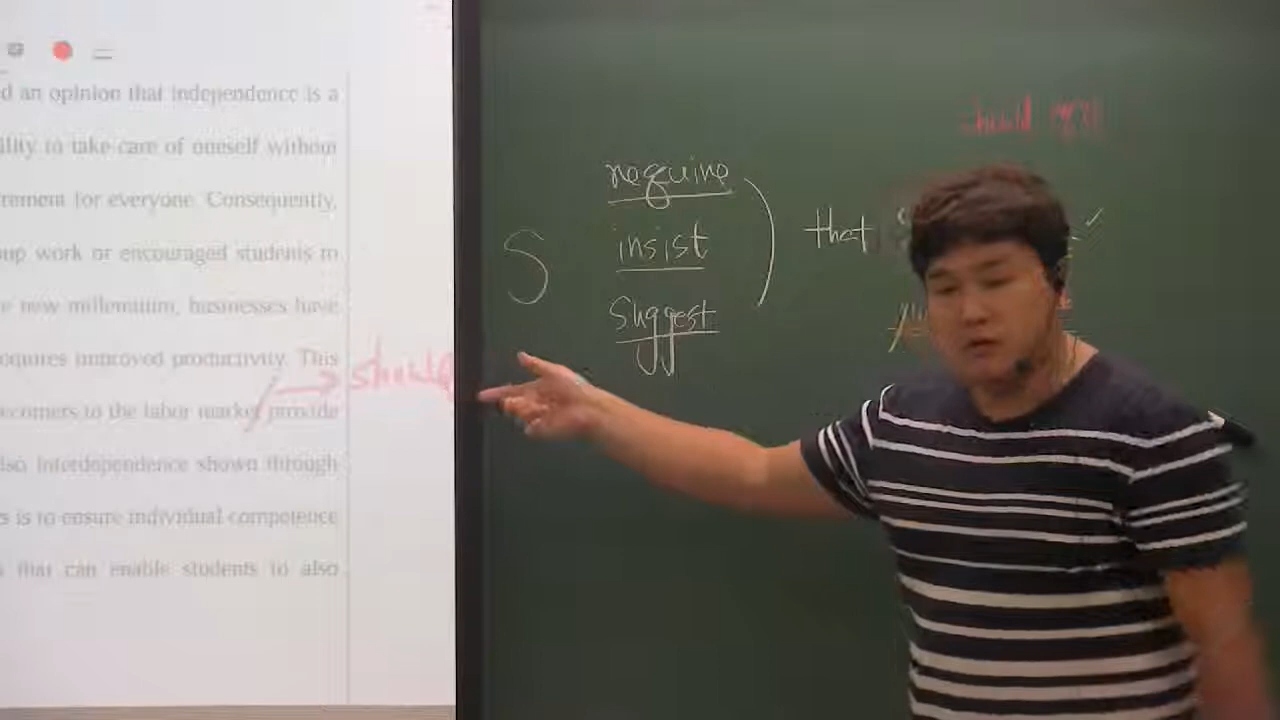 d an opinion that independence is a
ility to take care of oneself without
rement for everyone. Consequently,
oup work or encouraged students to
e new millennium, businesses have
equires improved productivity. This
→ should
ecomers to the labor market provide
lso interdependence shown through
s is to ensure individual competence
s that can enable students to also
should
require
S insist that
suggest